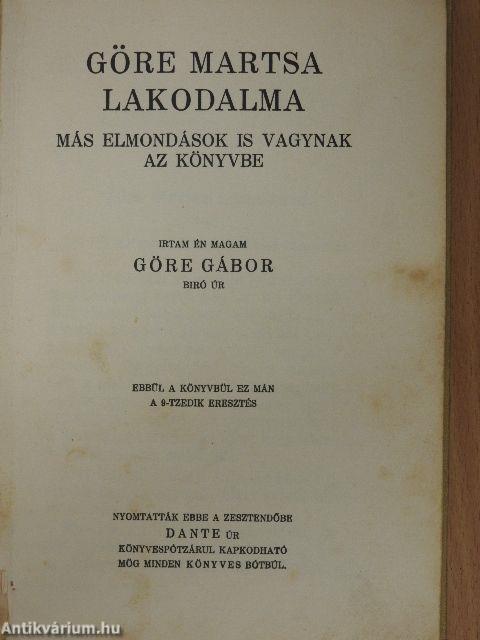 GÖRE MARTSA
LAKODALMA
MÁS ELMONDÁSOK IS VAGYNAK
AZ KÖNYVBE
IRTAM ÉN MAGAM
GÖRE GÁBOR
BIRÓ ÚR
EBBÜL A KÖNYVBÜL EZ MÁN
A 9-TZEDIK ERESZTÉS
NYOMTATTÁK EBBE A ZESZTENDŐBE
DANTE ÚR
KÖNYVESPÓTZÁRUL KAPKODHATÓ
MÖG MINDEN KÖNYVES BÓTBÚL.
Antikvárium.hu